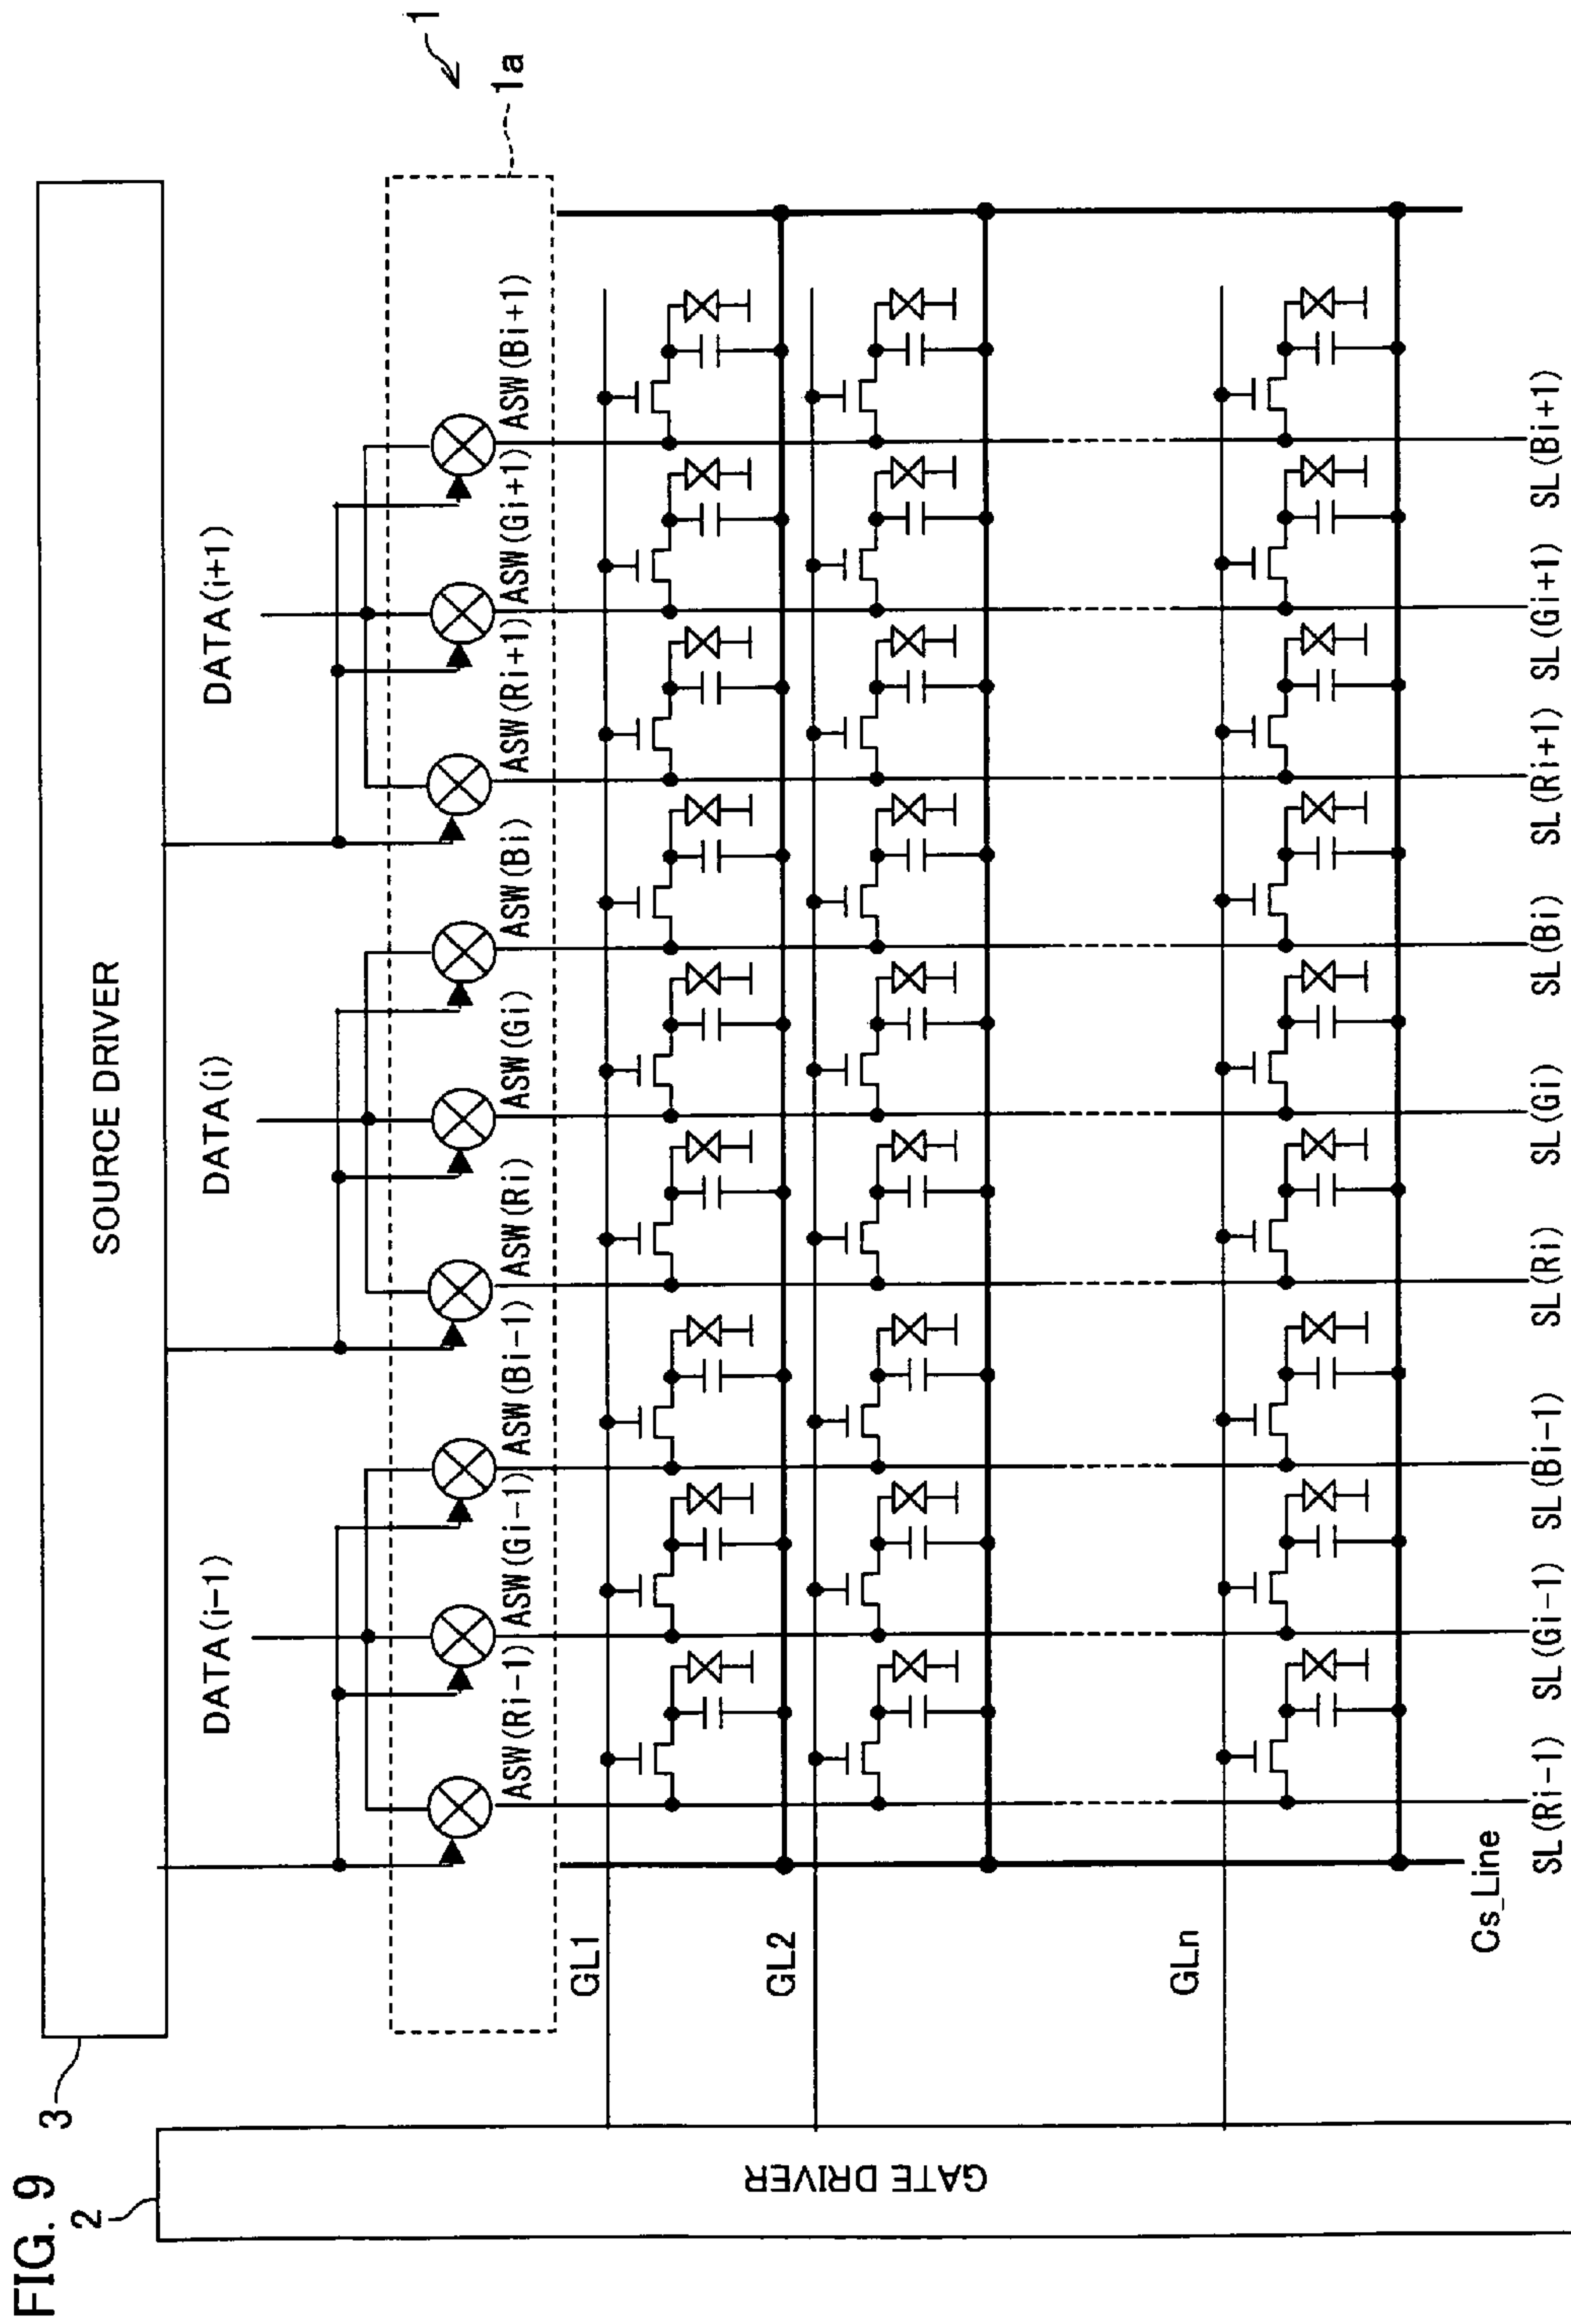 FIG. 9
2
3
SOURCE DRIVER
1
1a
DATA(i-1)
DATA(i)
DATA(i+1)
ASW(Ri-1)
ASW(Gi-1)
ASW(Bi-1)
ASW(Ri)
ASW(Gi)
ASW(Bi)
ASW(Ri+1)
ASW(Gi+1)
ASW(Bi+1)
GATE DRIVER
GL1
GL2
GLn
Cs_Line
SL(Ri-1)
SL(Gi-1)
SL(Bi-1)
SL(Ri)
SL(Gi)
SL(Bi)
SL(Ri+1)
SL(Gi+1)
SL(Bi+1)